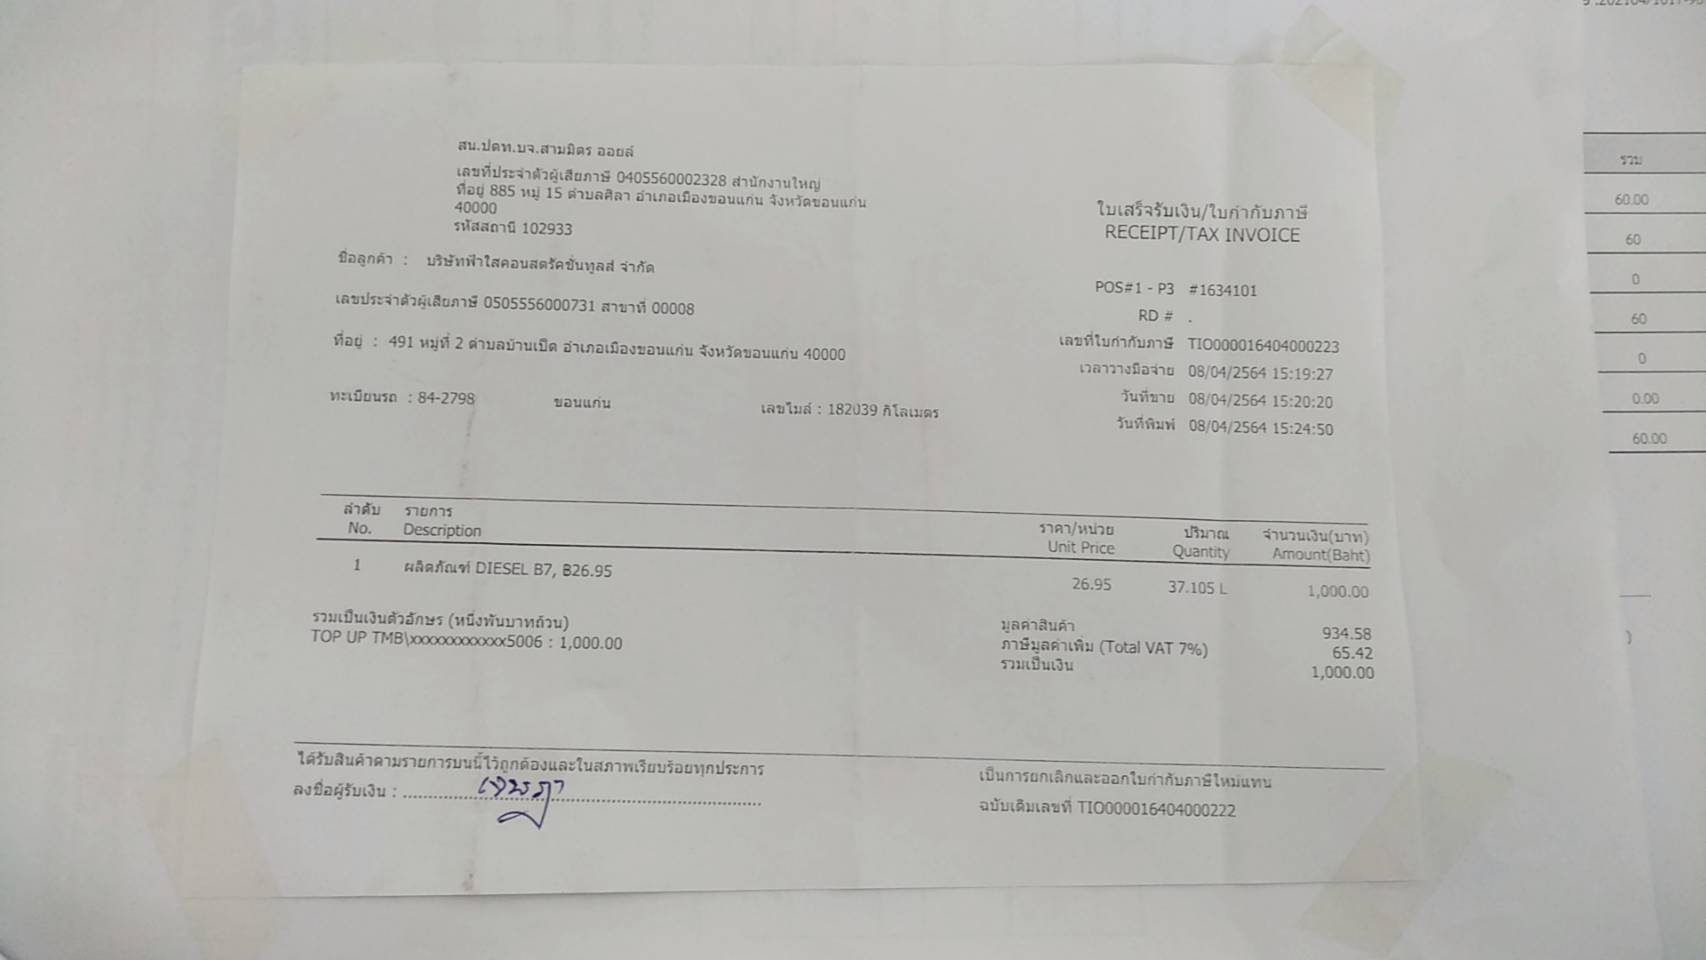 สน.ปตท.บจ.สามมิตร ออยล์
เลขที่ประจำตัวผู้เสียภาษี 0405560002328 สำนักงานใหญ่
ที่อยู่ 885 หมู่ 15 ตำบลศิลา อำเภอเมืองขอนแก่น จังหวัดขอนแก่น
40000
รหัสสถานี 102933
ใบเสร็จรับเงิน/ใบกำกับภาษี
RECEIPT/TAX INVOICE
ชื่อลูกค้า : บริษัทฟ้าใสคอนสตรัคชั่นทูลส์ จำกัด
เลขประจำตัวผู้เสียภาษี 0505556000731 สาขาที่ 00008
ที่อยู่ : 491 หมู่ที่ 2 ตำบลบ้านเป็ด อำเภอเมืองขอนแก่น จังหวัดขอนแก่น 40000
ทะเบียนรถ : 84-2798 ขอนแก่น เลขไมล์ : 182039 กิโลเมตร
POS#1 - P3 #1634101
RD # .
เลขที่ใบกำกับภาษี TIO000016404000223
เวลาวางมือจ่าย 08/04/2564 15:19:27
วันที่ขาย 08/04/2564 15:20:20
วันที่พิมพ์ 08/04/2564 15:24:50
ลำดับ รายการ ราคา/หน่วย ปริมาณ จำนวนเงิน(บาท)
No. Description Unit Price Quantity Amount(Baht)
1 ผลิตภัณฑ์ DIESEL B7, ฿26.95 26.95 37.105 L 1,000.00
รวมเป็นเงินตัวอักษร (หนึ่งพันบาทถ้วน)
TOP UP TMB\xxxxxxxxxxxx5006 : 1,000.00
มูลค่าสินค้า 934.58
ภาษีมูลค่าเพิ่ม (Total VAT 7%) 65.42
รวมเป็นเงิน 1,000.00
ได้รับสินค้าตามรายการบนนี้ไว้ถูกต้องและในสภาพเรียบร้อยทุกประการ
ลงชื่อผู้รับเงิน :
เป็นการยกเลิกและออกใบกำกับภาษีใหม่แทน
ฉบับเดิมเลขที่ TIO000016404000222
รวม
60.00
60
0
60
0
0.00
60.00
)